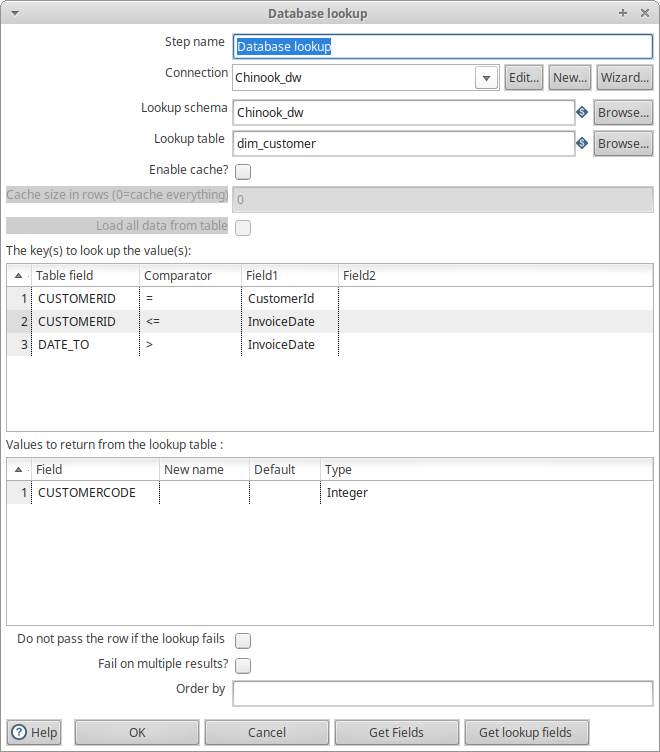 Database lookup
Step name Database lookup
Connection Chinook_dw Edit... New... Wizard...
Lookup schema Chinook_dw S Browse...
Lookup table dim_customer S Browse...
Enable cache?
Cache size in rows (0=cache everything) 0
Load all data from table
The key(s) to look up the value(s):
Table field Comparator Field1 Field2
1 CUSTOMERID = CustomerId
2 CUSTOMERID <= InvoiceDate
3 DATE_TO > InvoiceDate
Values to return from the lookup table :
Field New name Default Type
1 CUSTOMERCODE Integer
Do not pass the row if the lookup fails
Fail on multiple results?
Order by
? Help OK Cancel Get Fields Get lookup fields